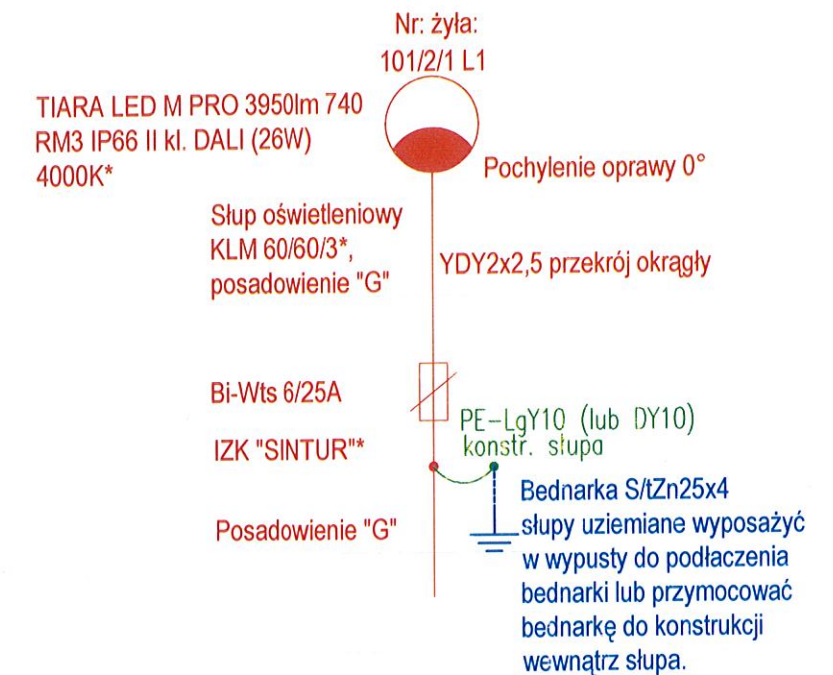 Nr: żyła:
101/2/1 L1
TIARA LED M PRO 3950lm 740
RM3 IP66 II kl. DALI (26W)
4000K*
Pochylenie oprawy 0°
Słup oświetleniowy
KLM 60/60/3*,
posadowienie "G"
YDY2x2,5 przekrój okrągły
Bi-Wts 6/25A
PE-LgY10 (lub DY10)
konstr. słupa
IZK "SINTUR"*
Bednarka S/tZn25x4
słupy uziemiane wyposażyć
w wypusty do podłaczenia
bednarki lub przymocować
bednarkę do konstrukcji
wewnątrz słupa.
Posadowienie "G"